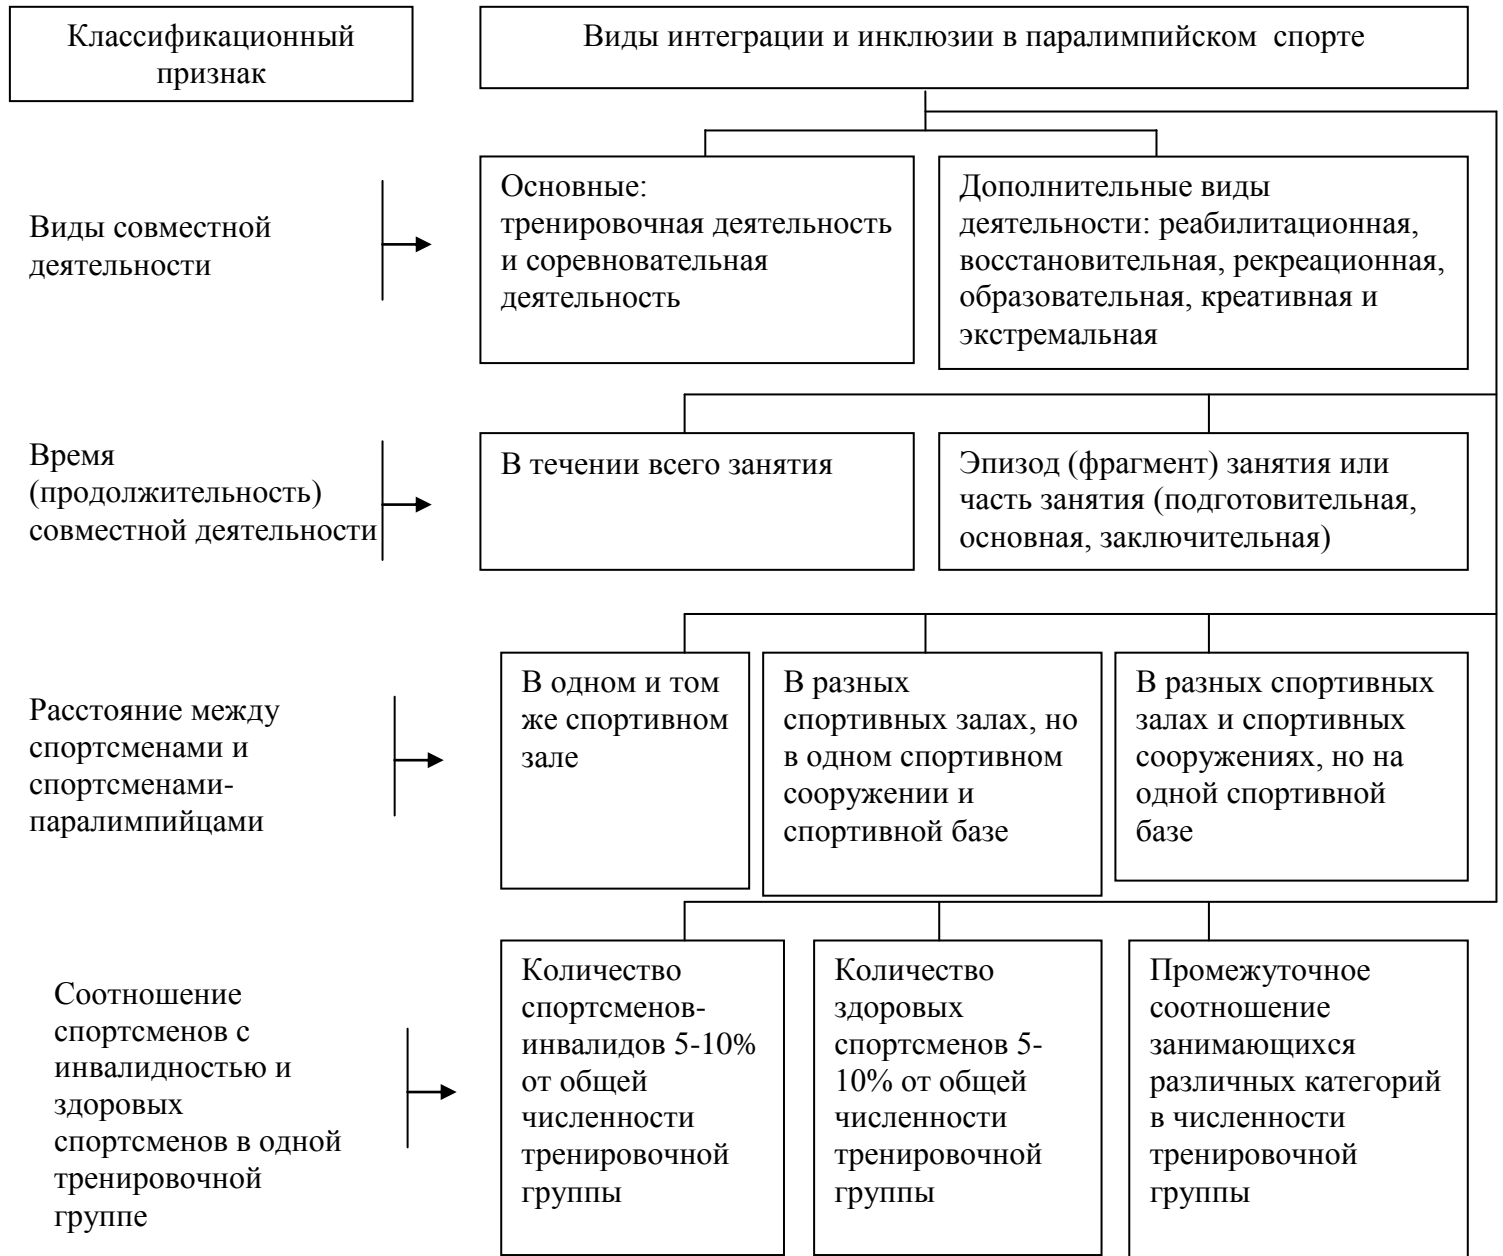 Классификационный
признак
Виды интеграции и инклюзии в паралимпийском спорте
Виды совместной
деятельности
Основные:
тренировочная деятельность
и соревновательная
деятельность
Дополнительные виды
деятельности: реабилитационная,
восстановительная, рекреационная,
образовательная, креативная и
экстремальная
Время
(продолжительность)
совместной деятельности
В течении всего занятия
Эпизод (фрагмент) занятия или
часть занятия (подготовительная,
основная, заключительная)
Расстояние между
спортсменами и
спортсменами-
паралимпийцами
В одном и том
же спортивном
зале
В разных
спортивных залах, но
в одном спортивном
сооружении и
спортивной базе
В разных спортивных
залах и спортивных
сооружениях, но на
одной спортивной
базе
Соотношение
спортсменов с
инвалидностью и
здоровых
спортсменов в одной
тренировочной
группе
Количество
спортсменов-
инвалидов 5-10%
от общей
численности
тренировочной
группы
Количество
здоровых
спортсменов 5-
10% от общей
численности
тренировочной
группы
Промежуточное
соотношение
занимающихся
различных категорий
в численности
тренировочной
группы